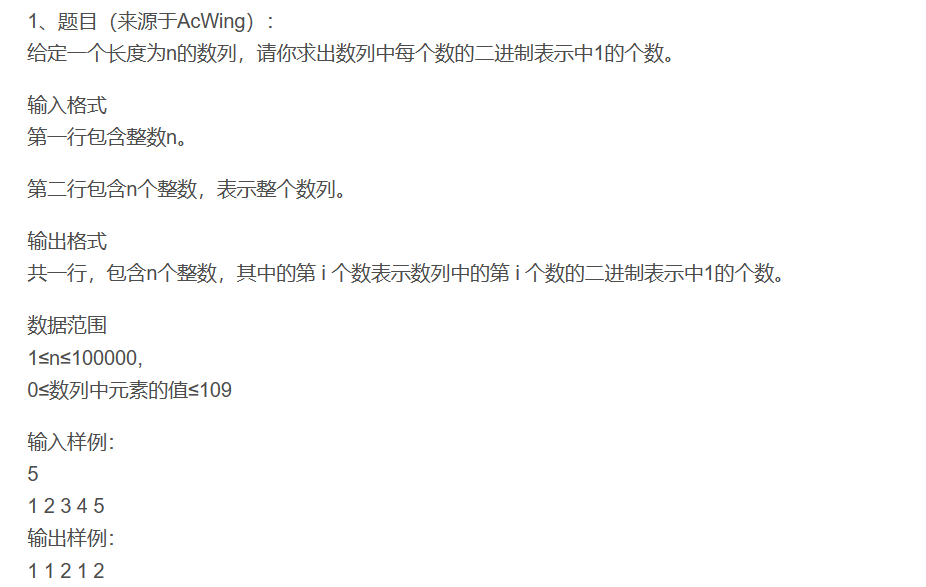 1、题目（来源于AcWing）：
给定一个长度为n的数列，请你求出数列中每个数的二进制表示中1的个数。
输入格式
第一行包含整数n。
第二行包含n个整数，表示整个数列。
输出格式
共一行，包含n个整数，其中的第 i 个数表示数列中的第 i 个数的二进制表示中1的个数。
数据范围
1≤n≤100000,
0≤数列中元素的值≤109
输入样例：
5
1 2 3 4 5
输出样例：
1 1 2 1 2